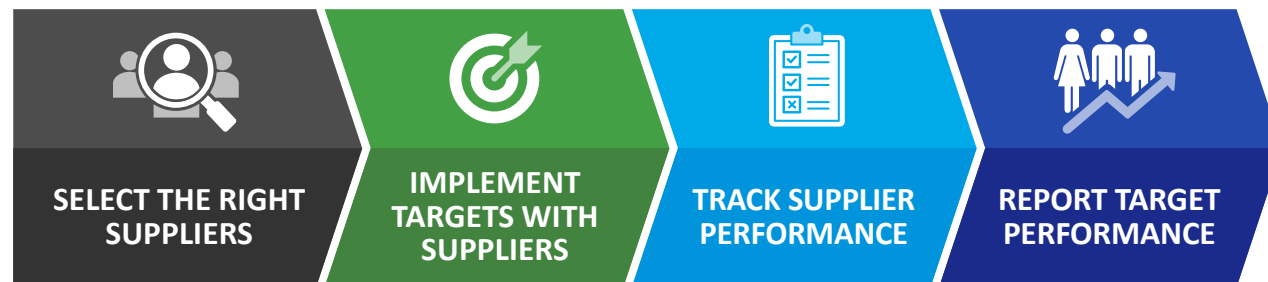 SELECT THE RIGHT
SUPPLIERS
IMPLEMENT
TARGETS WITH
SUPPLIERS
TRACK SUPPLIER
PERFORMANCE
REPORT TARGET
PERFORMANCE